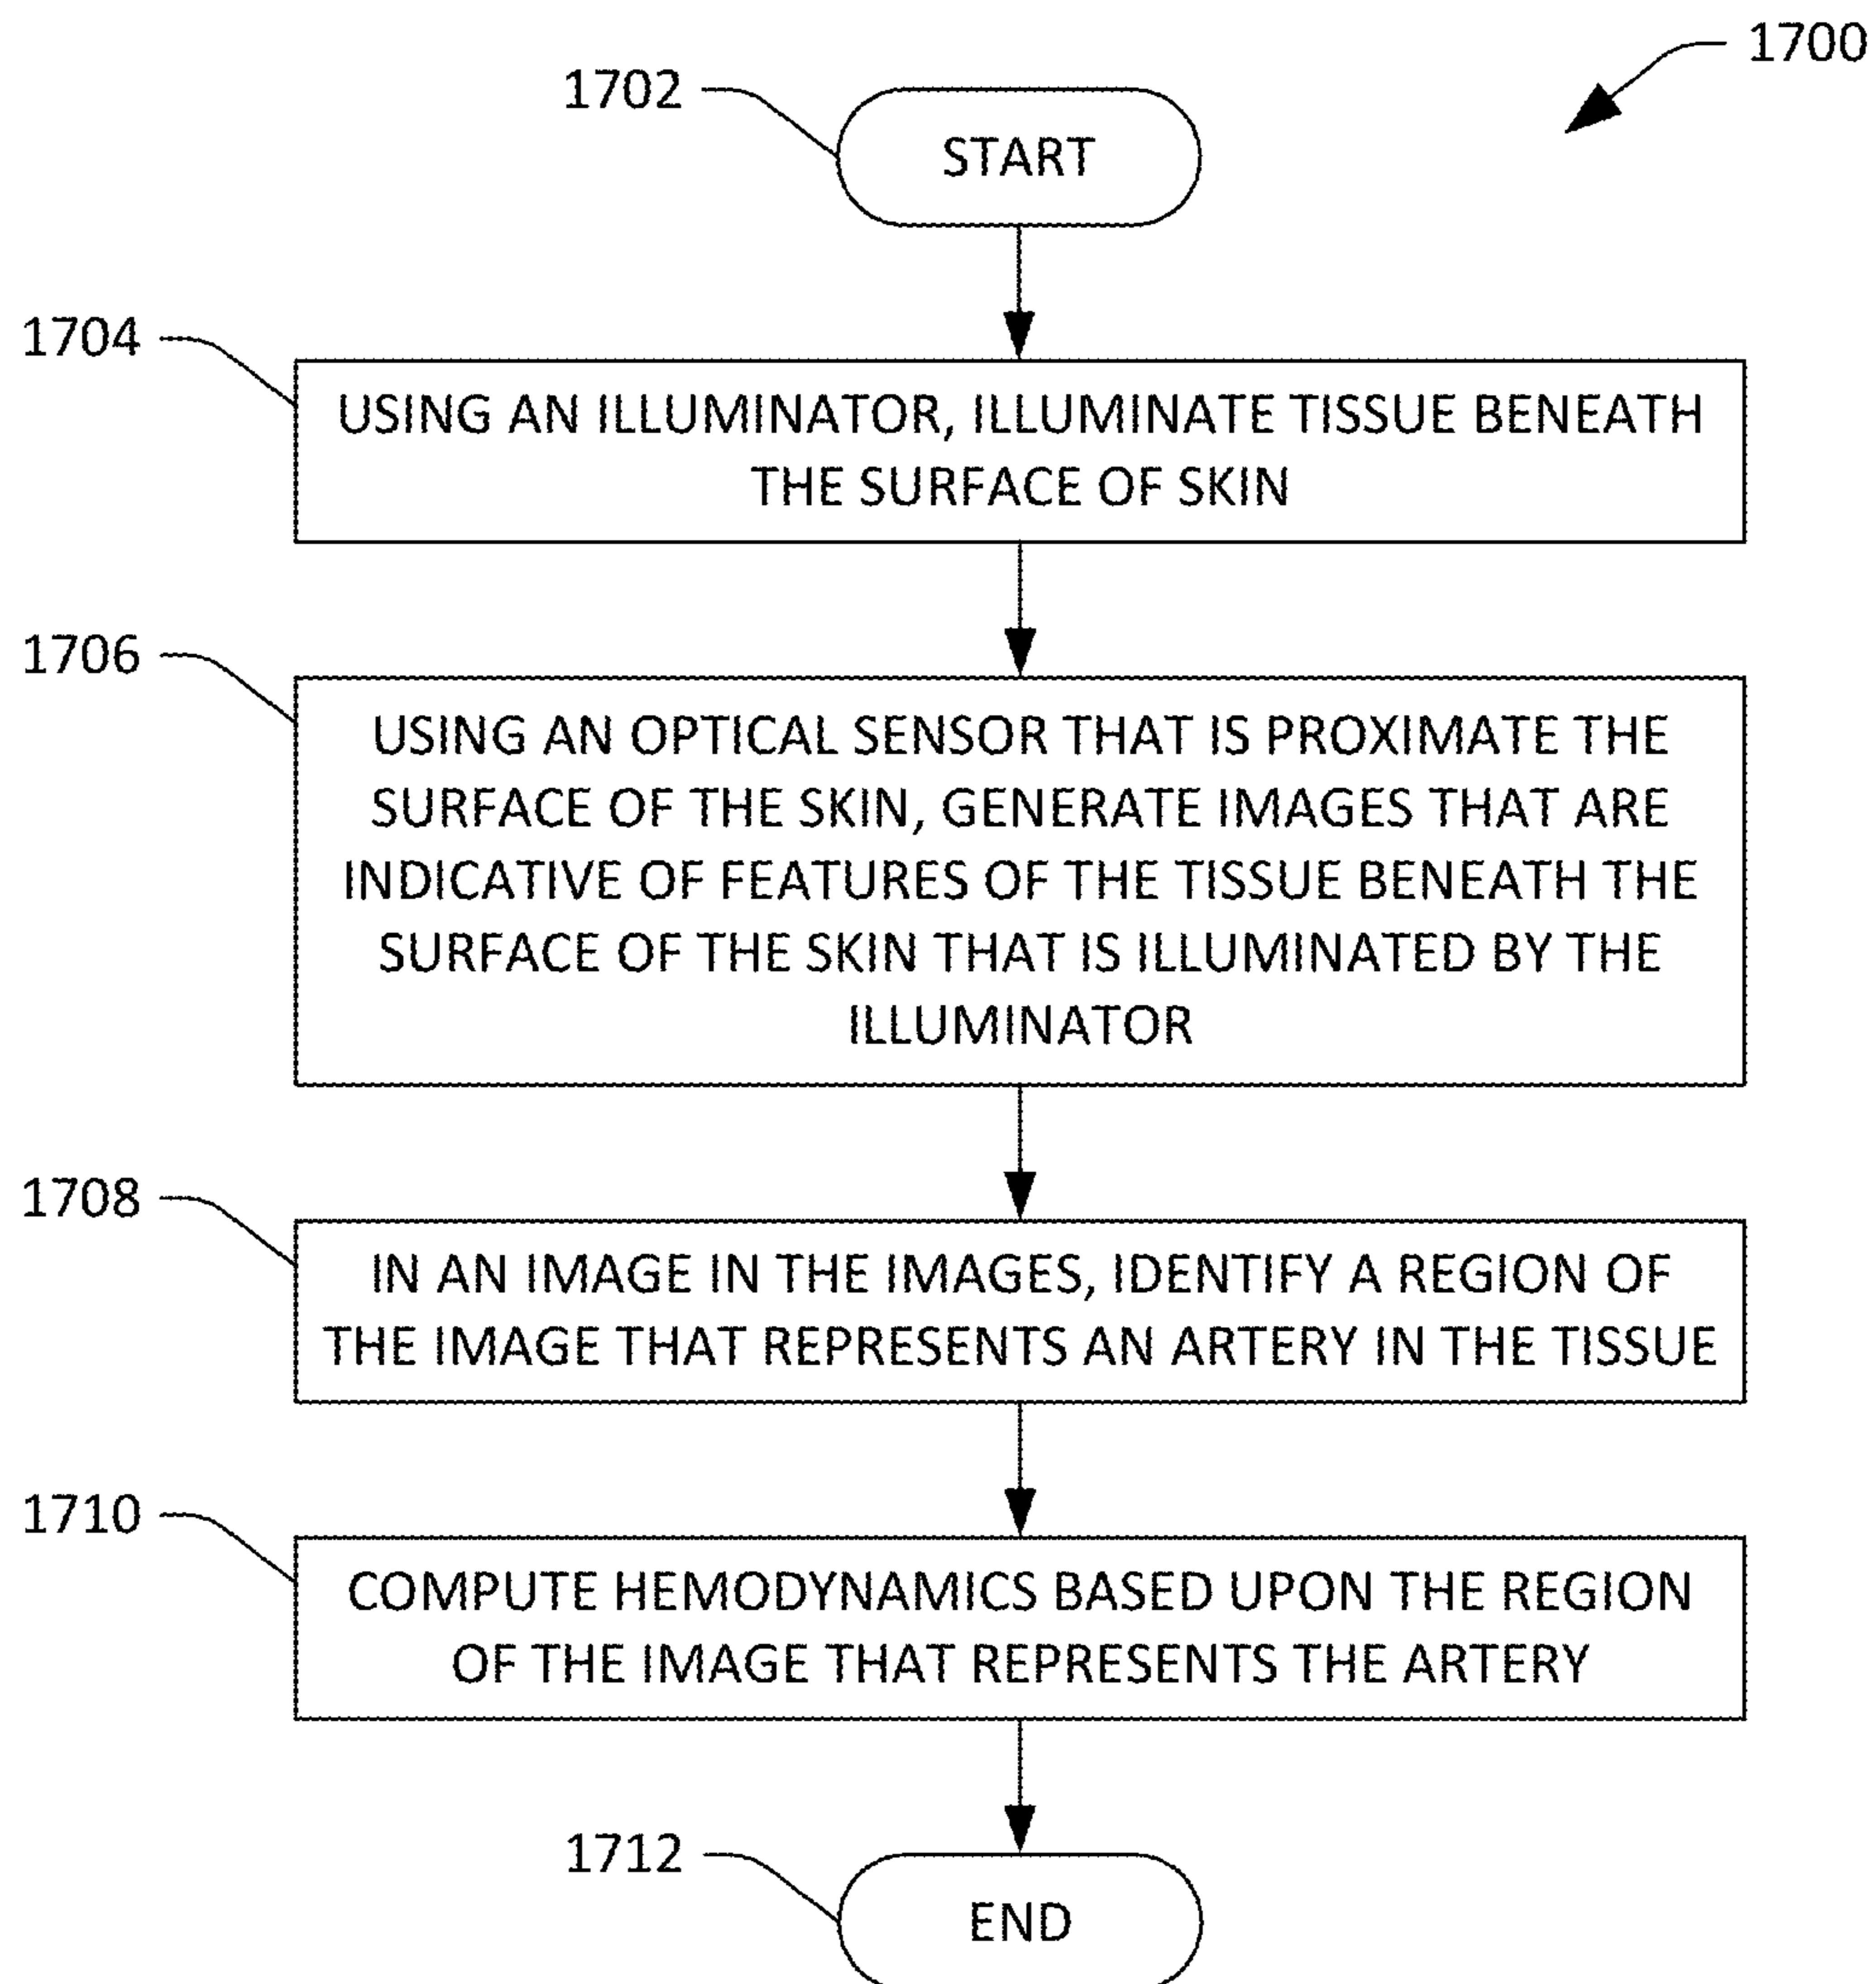 1700
1702
START
1704
USING AN ILLUMINATOR, ILLUMINATE TISSUE BENEATH
THE SURFACE OF SKIN
1706
USING AN OPTICAL SENSOR THAT IS PROXIMATE THE
SURFACE OF THE SKIN, GENERATE IMAGES THAT ARE
INDICATIVE OF FEATURES OF THE TISSUE BENEATH THE
SURFACE OF THE SKIN THAT IS ILLUMINATED BY THE
ILLUMINATOR
1708
IN AN IMAGE IN THE IMAGES, IDENTIFY A REGION OF
THE IMAGE THAT REPRESENTS AN ARTERY IN THE TISSUE
1710
COMPUTE HEMODYNAMICS BASED UPON THE REGION
OF THE IMAGE THAT REPRESENTS THE ARTERY
1712
END